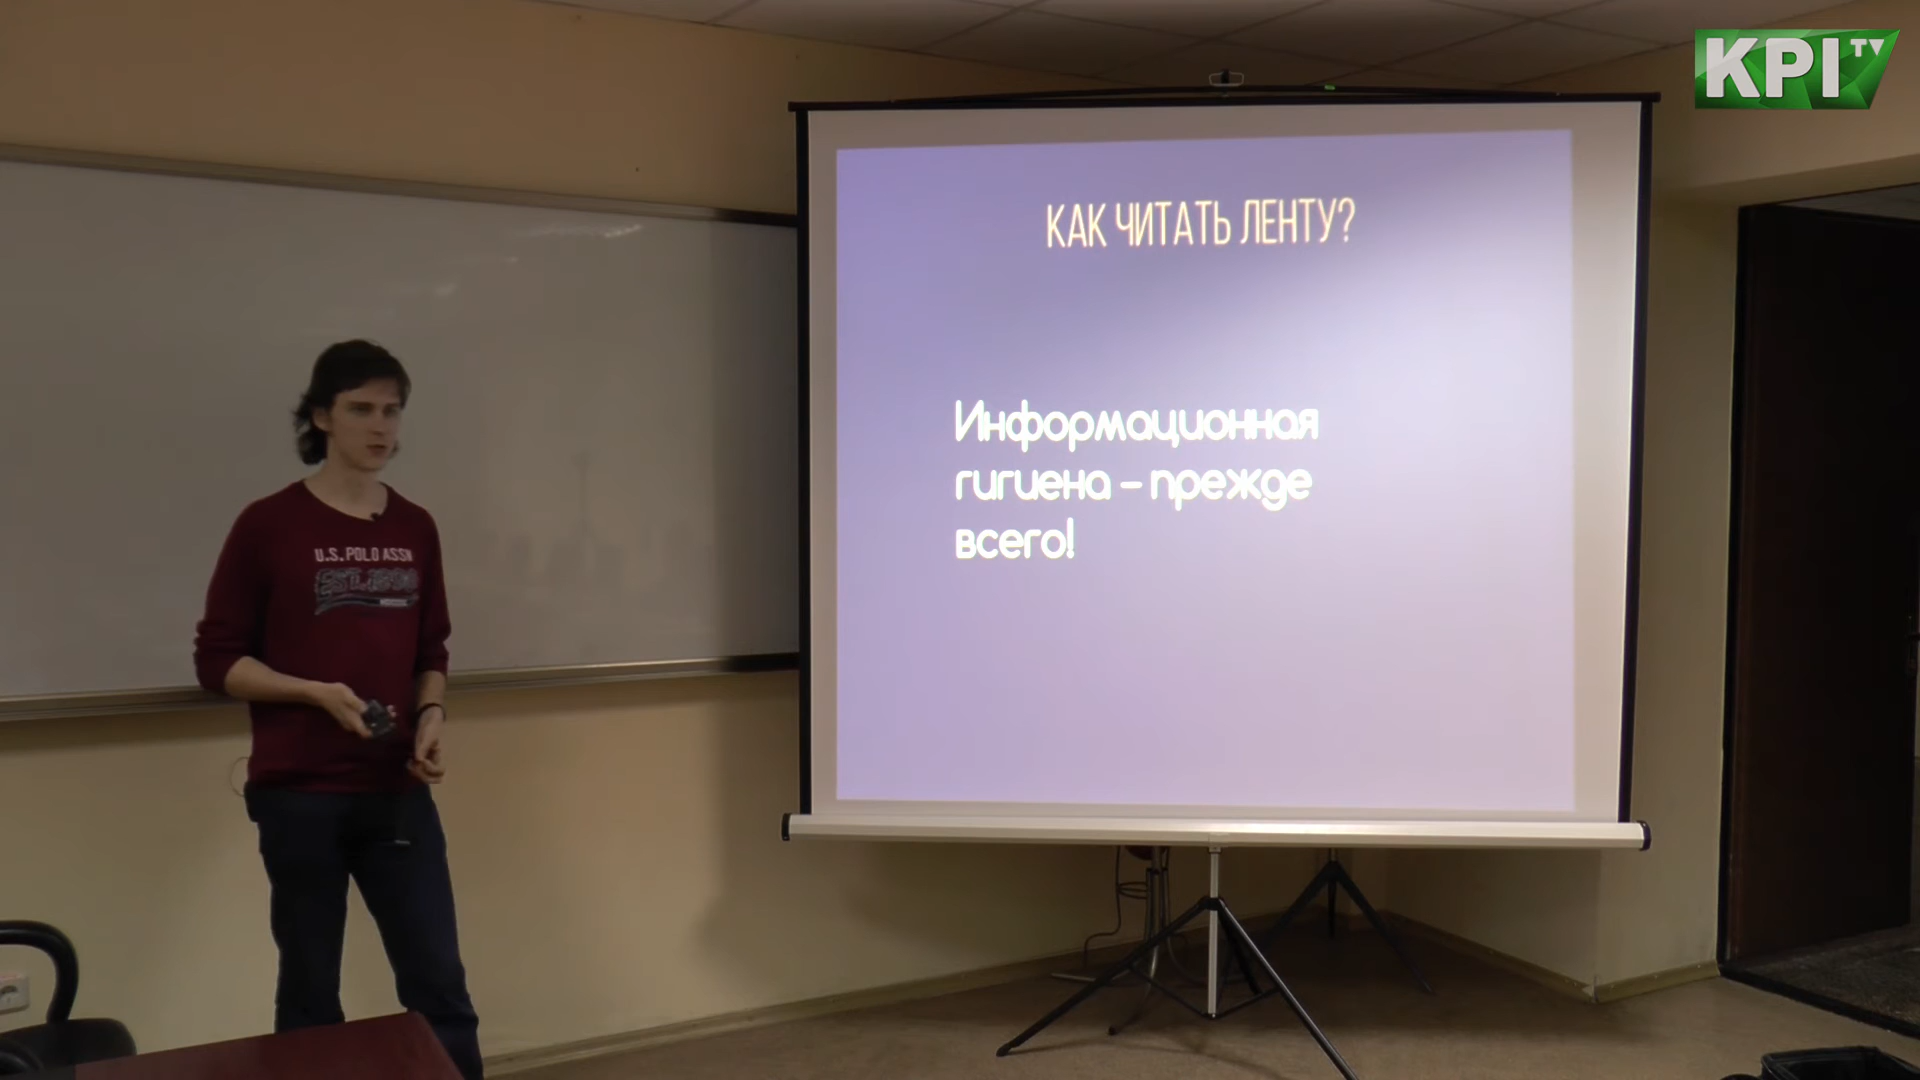 KPI TV
КАК ЧИТАТЬ ЛЕНТУ?
Информационная
гигиена – прежде
всего!
U.S. POLO ASSN